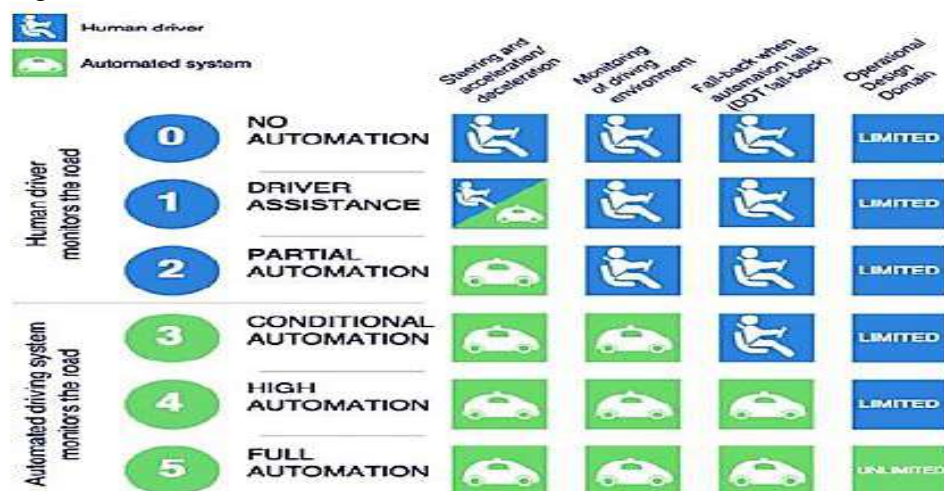 Human driver
Automated system
Steering and
acceleration/
deceleration
Monitoring
of driving
environment
Fall-back when
automation fails
(DDT fall-back)
Operational
Design
Domain
Human driver
monitors the road
0
NO
AUTOMATION
LIMITED
1
DRIVER
ASSISTANCE
LIMITED
2
PARTIAL
AUTOMATION
LIMITED
Automated driving system
monitors the road
3
CONDITIONAL
AUTOMATION
LIMITED
4
HIGH
AUTOMATION
LIMITED
5
FULL
AUTOMATION
UNLIMITED